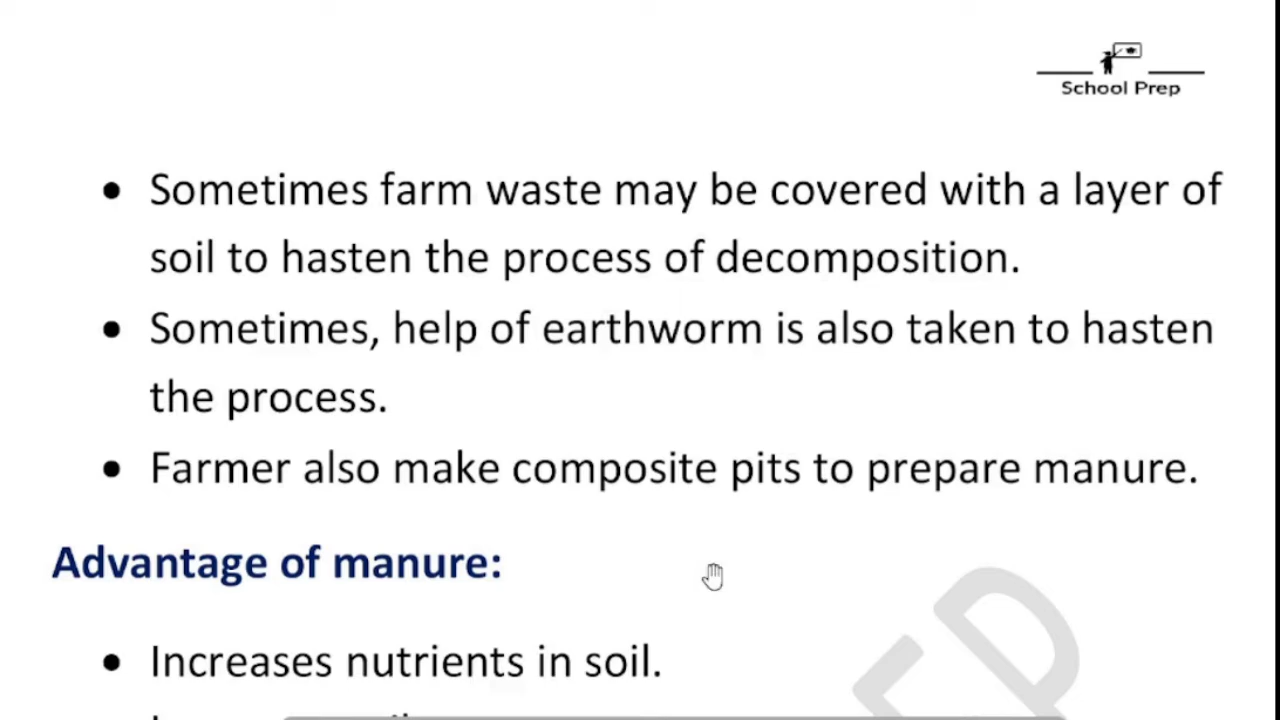 School Prep
• Sometimes farm waste may be covered with a layer of
soil to hasten the process of decomposition.
• Sometimes, help of earthworm is also taken to hasten
the process.
• Farmer also make composite pits to prepare manure.
Advantage of manure:
• Increases nutrients in soil.